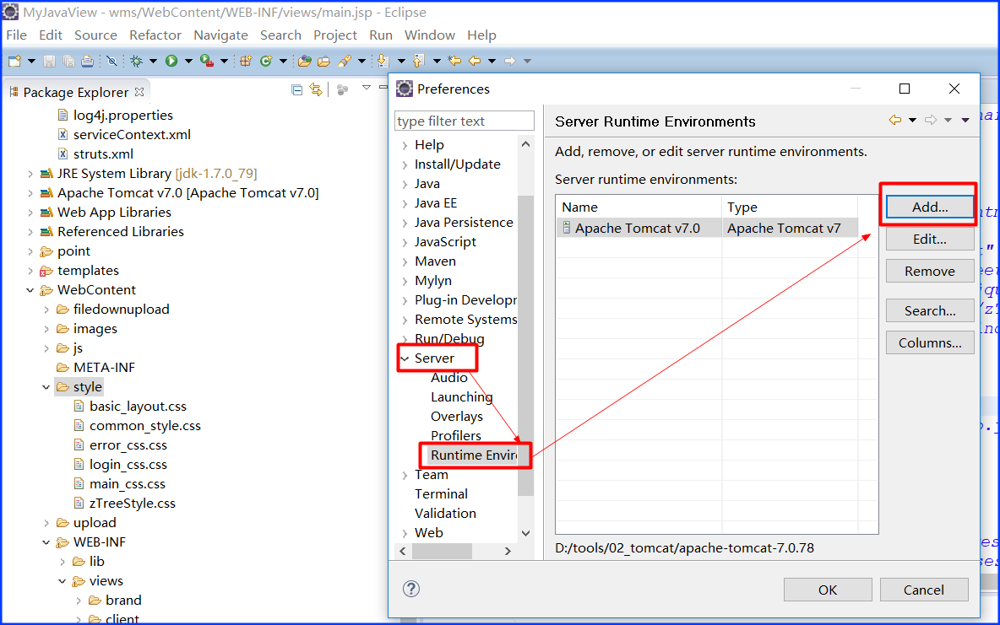 MyJavaView - wms/WebContent/WEB-INF/views/main.jsp - Eclipse
File Edit Source Refactor Navigate Search Project Run Window Help
Package Explorer
log4j.properties
serviceContext.xml
struts.xml
JRE System Library [jdk-1.7.0_79]
Apache Tomcat v7.0 [Apache Tomcat v7.0]
Web App Libraries
Referenced Libraries
point
templates
WebContent
filedownupload
images
js
META-INF
style
basic_layout.css
common_style.css
error_css.css
login_css.css
main_css.css
zTreeStyle.css
upload
WEB-INF
lib
views
brand
client
Preferences
type filter text
Help
Install/Update
Java
Java EE
Java Persistence
JavaScript
Maven
Mylyn
Plug-in Developr
Remote Systems
Run/Debug
Server
Audio
Launching
Overlays
Profilers
Runtime Envir
Team
Terminal
Validation
Web
Server Runtime Environments
Add, remove, or edit server runtime environments.
Server runtime environments:
Name Type
Apache Tomcat v7.0 Apache Tomcat v7
Add...
Edit...
Remove
Search...
Columns...
D:/tools/02_tomcat/apache-tomcat-7.0.78
OK Cancel